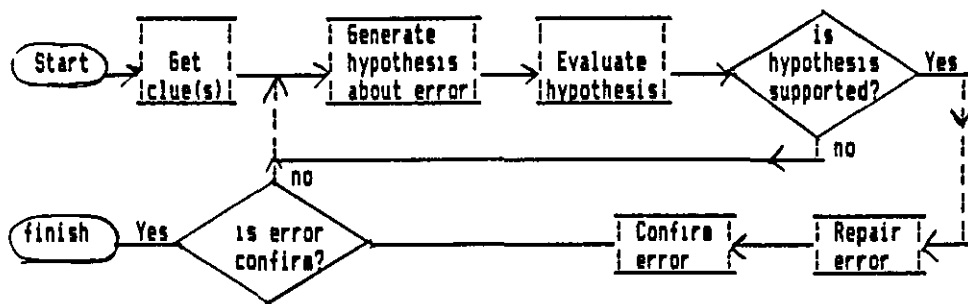 Start
Get
clue(s)
Generate
hypothesis
about error
Evaluate
hypothesis
is
hypothesis
supported?
Yes
no
no
finish
Yes
is error
confirm?
Confirm
error
Repair
error